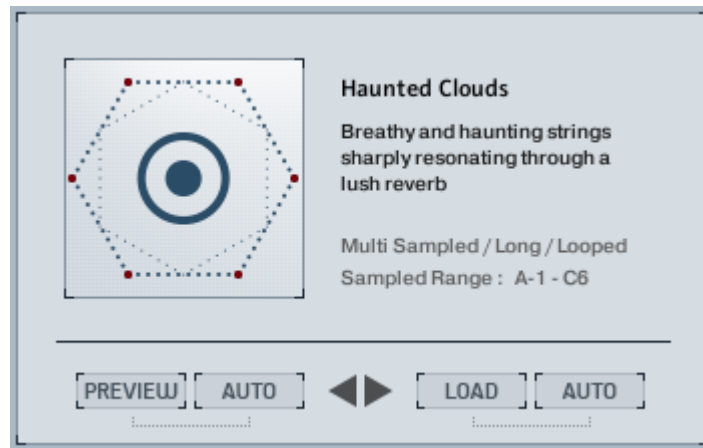 Haunted Clouds
Breathy and haunting strings
sharply resonating through a
lush reverb
Multi Sampled / Long / Looped
Sampled Range : A-1 - C6
PREVIEW AUTO LOAD AUTO